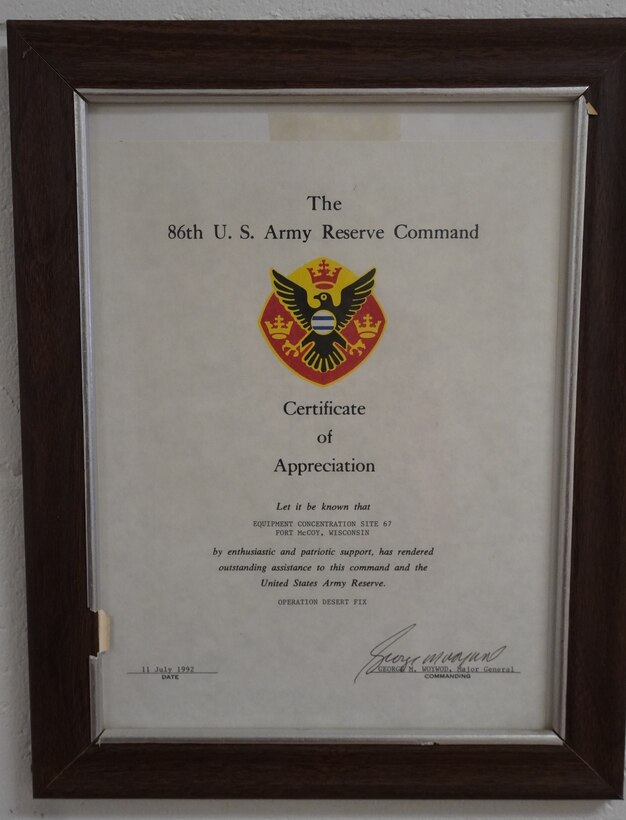 The
86th U. S. Army Reserve Command
Certificate
of
Appreciation
Let it be known that
EQUIPMENT CONCENTRATION SITE 67
FORT McCOY, WISCONSIN
by enthusiastic and patriotic support, has rendered
outstanding assistance to this command and the
United States Army Reserve.
OPERATION DESERT FIX
11 July 1992
DATE
GEORGE M. WOYWOD, Major General
COMMANDING